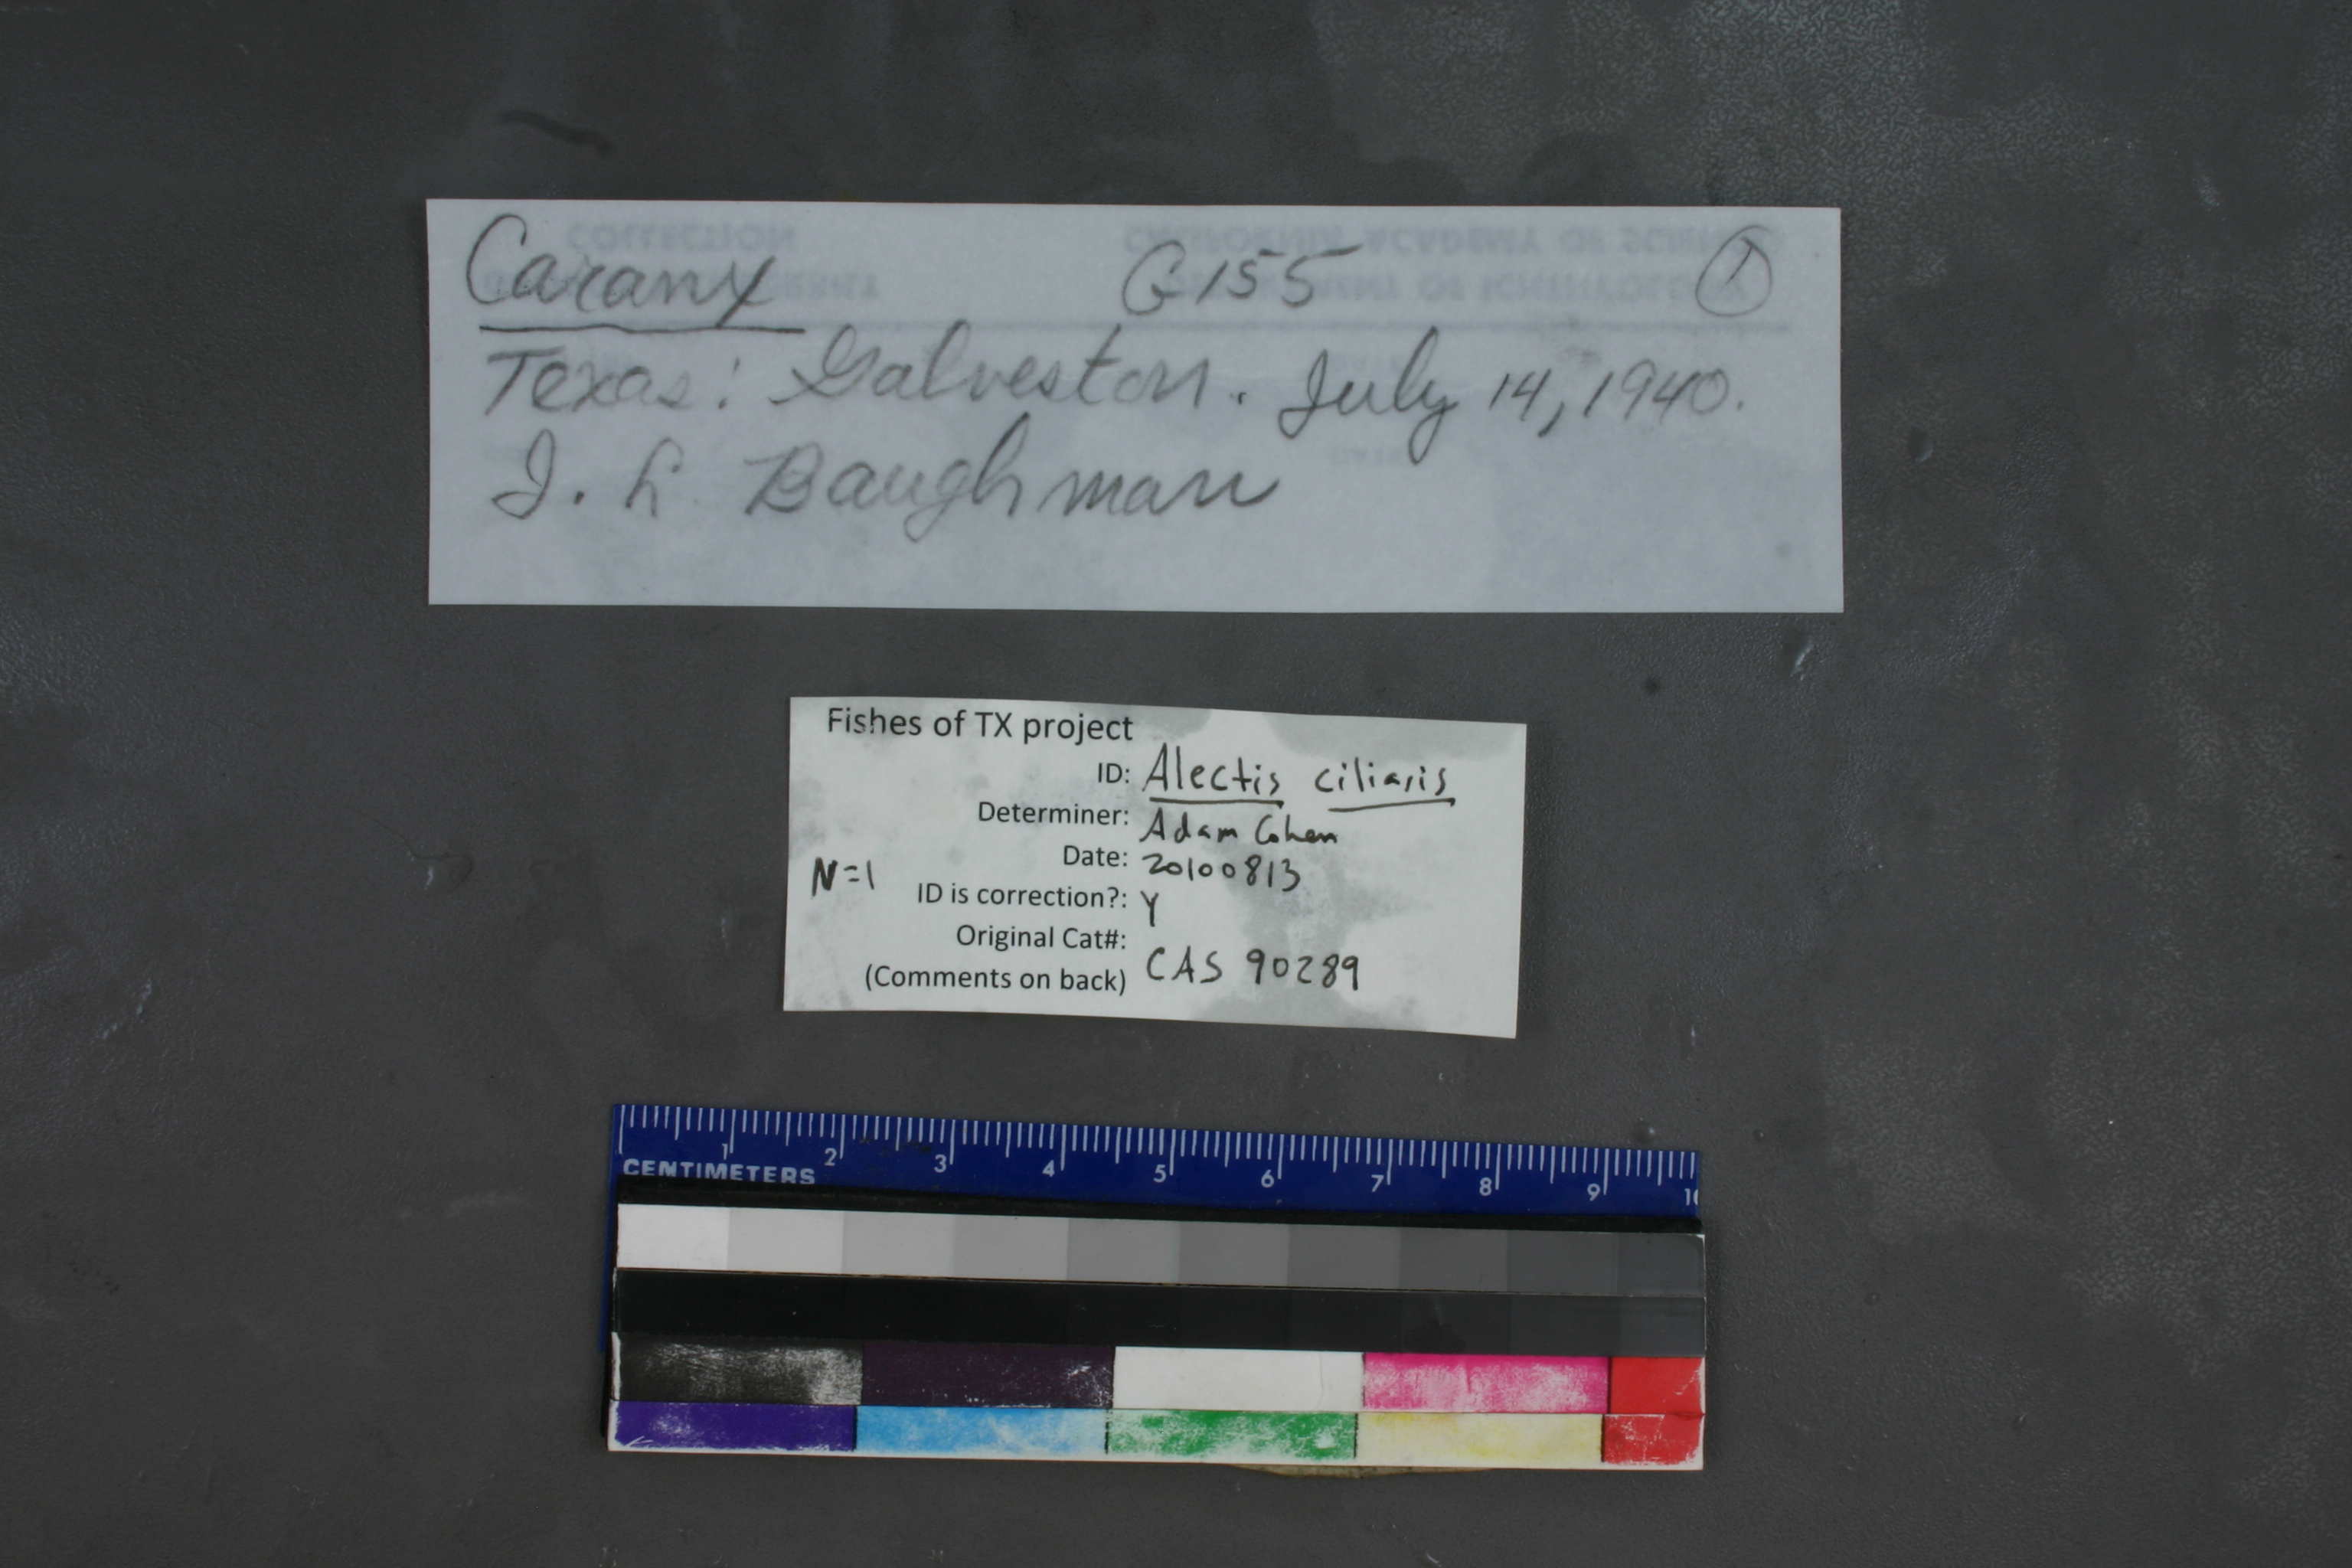 Caranx G155 1
Texas: Galveston. July 14, 1940.
J. L. Baughman
Fishes of TX project
ID: Alectis ciliaris
Determiner: Adam Cohen
Date: 20100813
N=1
ID is correction?: Y
Original Cat#:
(Comments on back) CAS 90289
1 2 3 4 5 6 7 8 9 10
CENTIMETERS